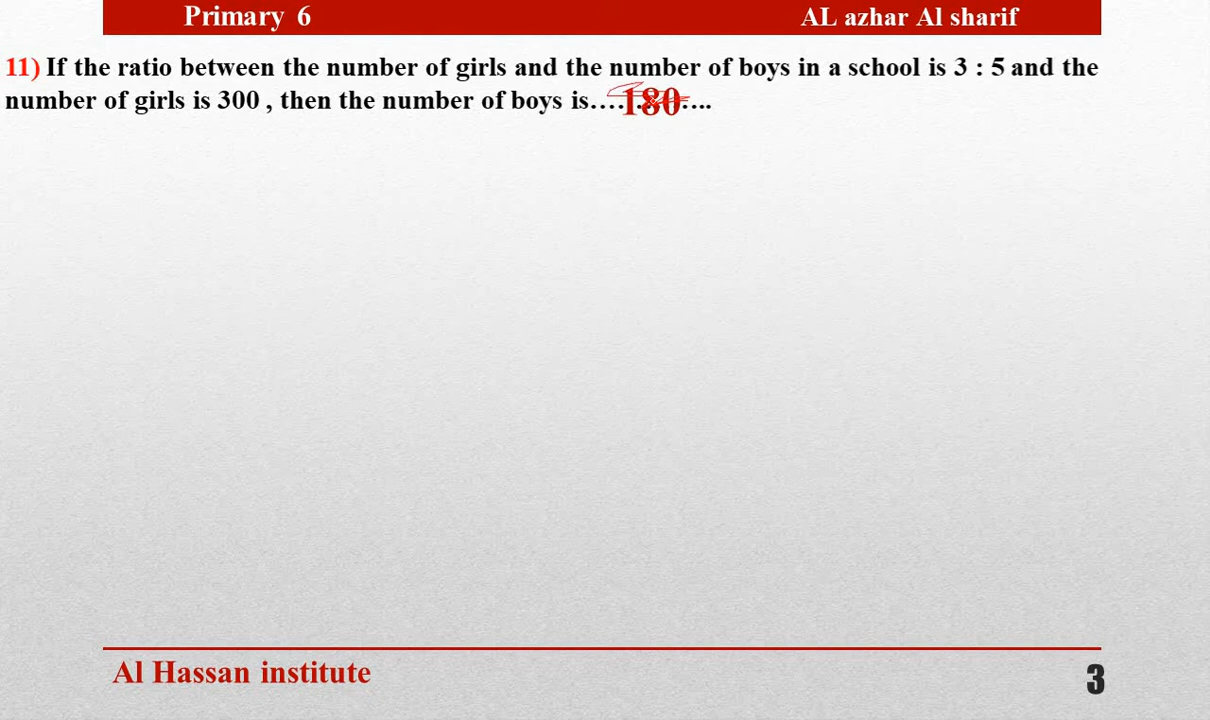 Primary 6 AL azhar Al sharif
11) If the ratio between the number of girls and the number of boys in a school is 3 : 5 and the
number of girls is 300 , then the number of boys is....180....
Al Hassan institute 3